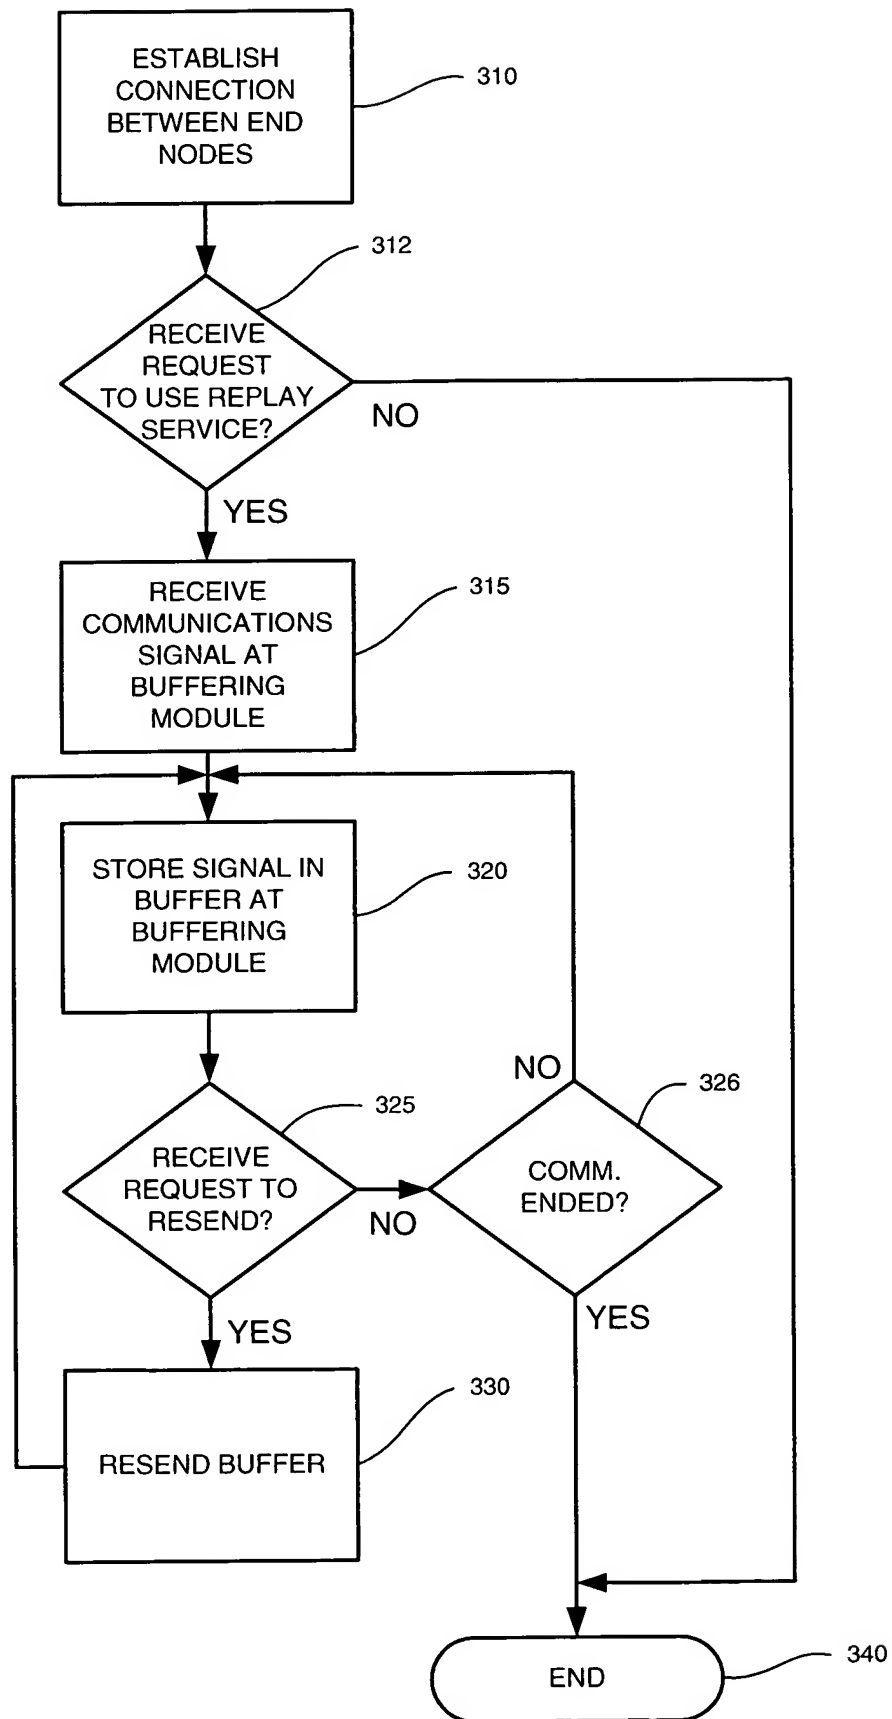 ESTABLISH
CONNECTION
BETWEEN END
NODES
310
312
RECEIVE
REQUEST
TO USE REPLAY
SERVICE?
NO
YES
RECEIVE
COMMUNICATIONS
SIGNAL AT
BUFFERING
MODULE
315
STORE SIGNAL IN
BUFFER AT
BUFFERING
MODULE
320
325
RECEIVE
REQUEST TO
RESEND?
NO
YES
NO
326
COMM.
ENDED?
YES
RESEND BUFFER
330
END
340